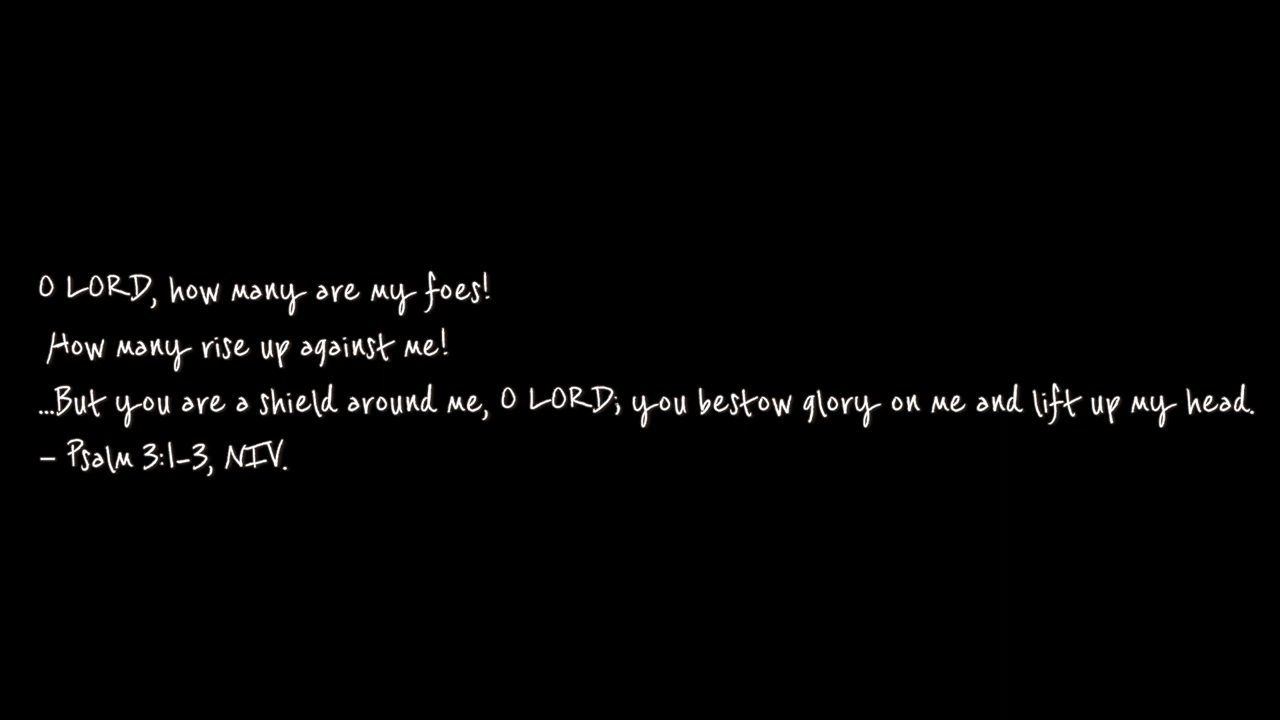 O LORD, how many are my foes!
How many rise up against me!
...But you are a shield around me, O LORD; you bestow glory on me and lift up my head.
– Psalm 3:1-3, NIV.